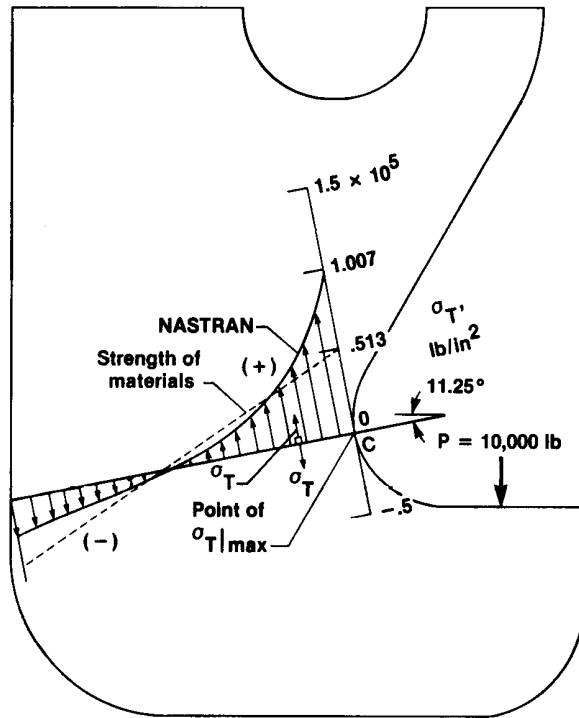 1.5 × 10⁵
1.007
σT,
lb/in²
NASTRAN
.513
Strength of
materials
(+)
11.25°
0
C
P = 10,000 lb
σT
σT
Point of
σT|max
(−)
−.5